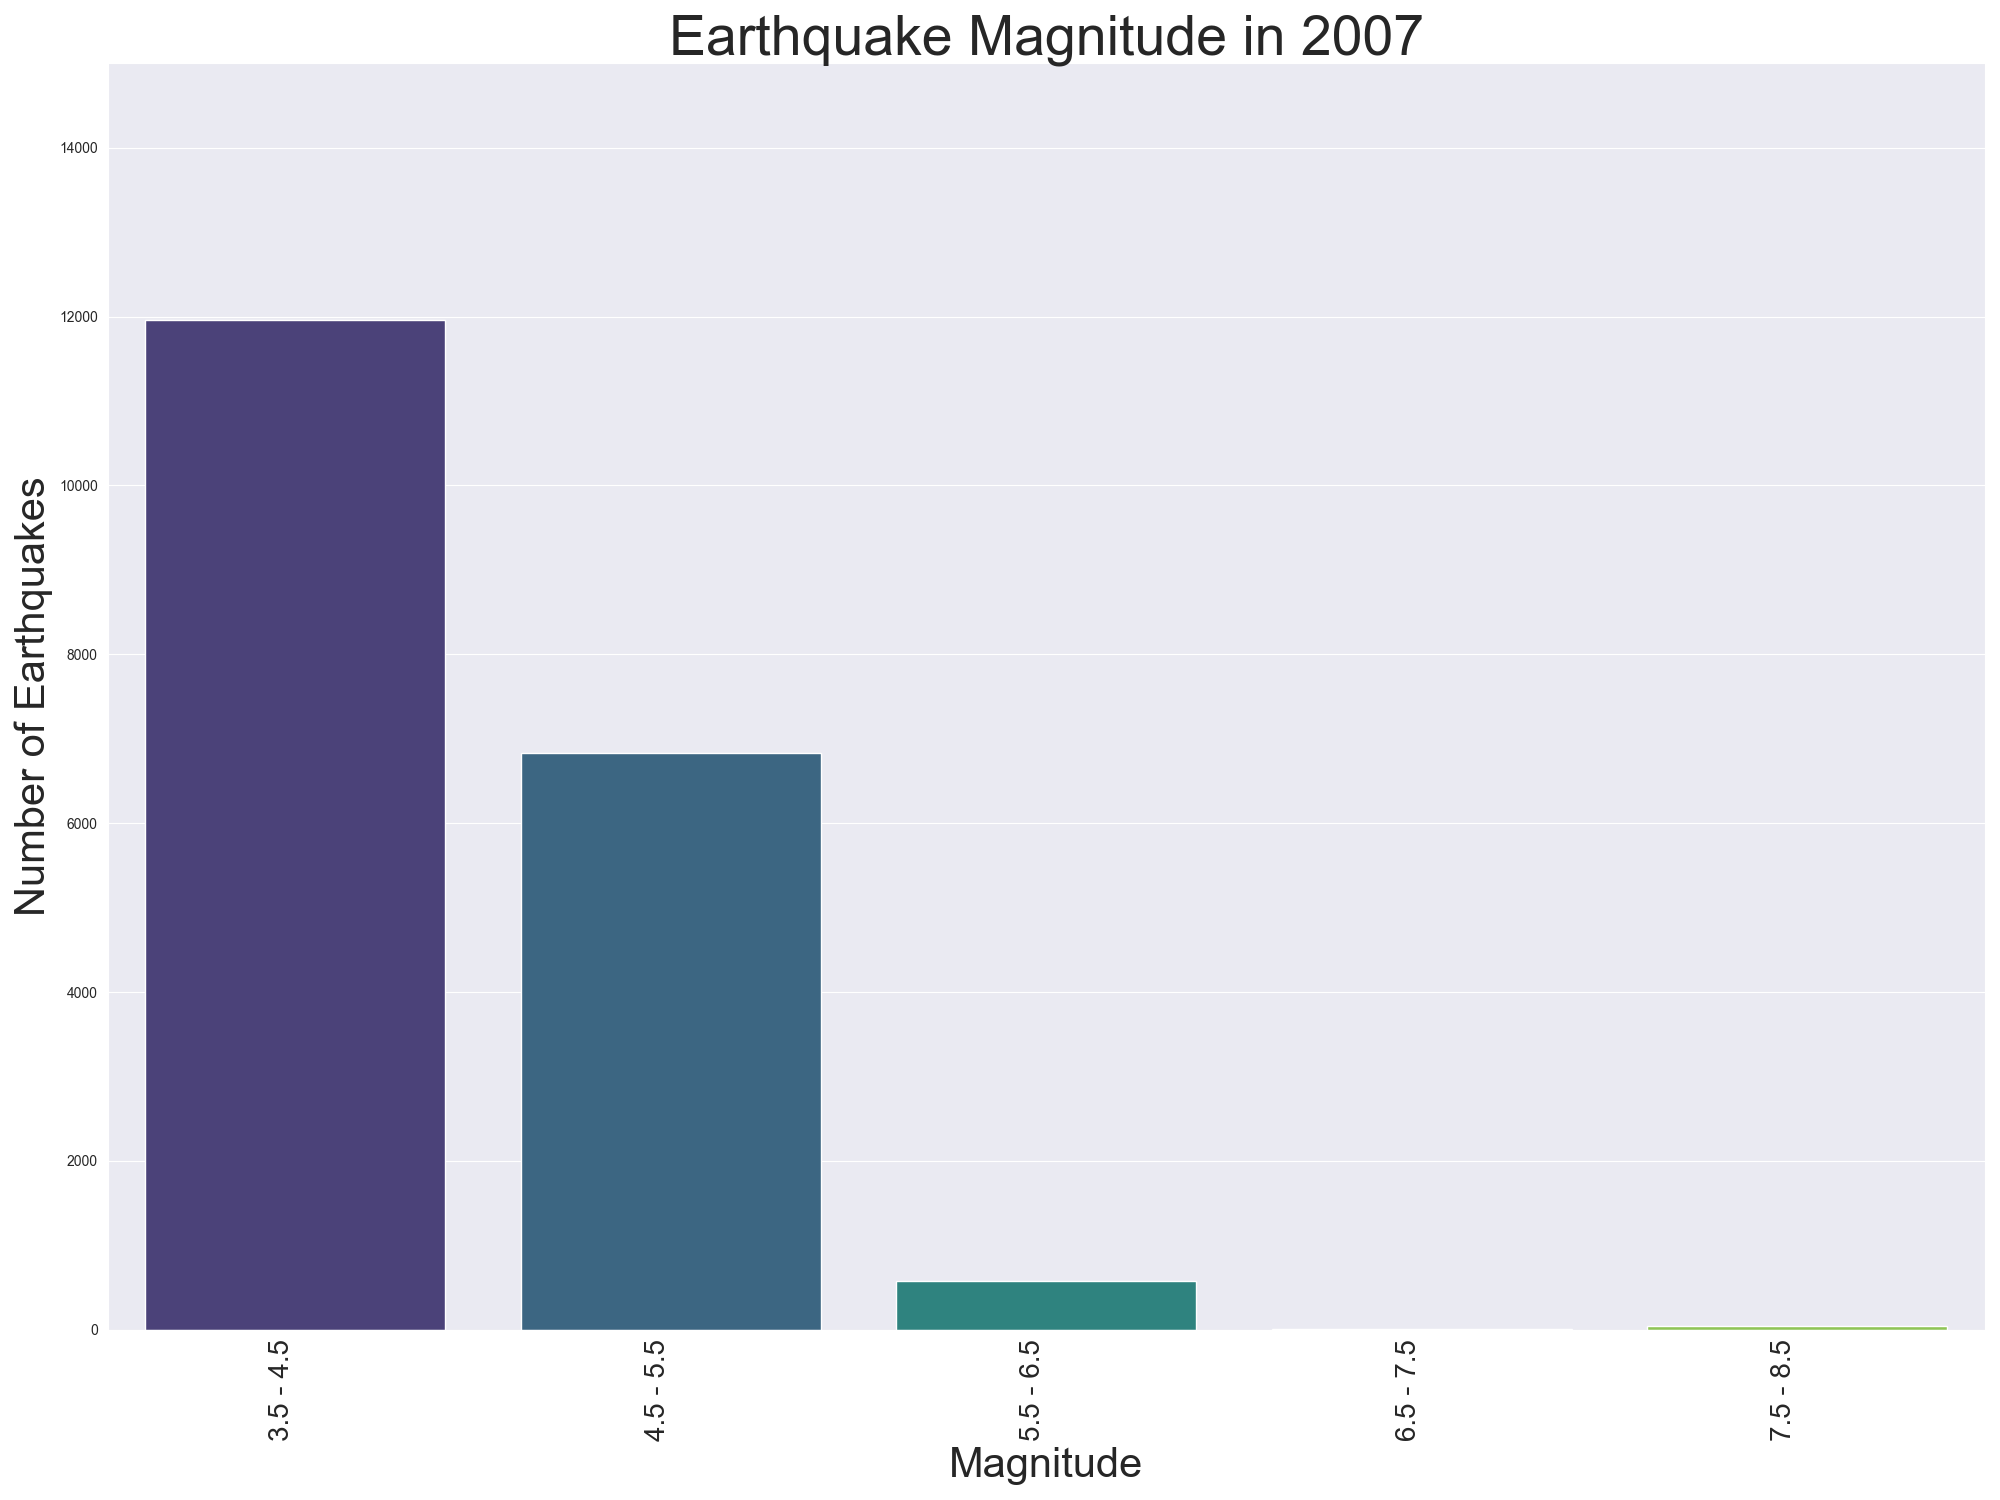 Earthquake Magnitude in 2007
Number of Earthquakes
14000
12000
10000
8000
6000
4000
2000
0
3.5 - 4.5
4.5 - 5.5
5.5 - 6.5
6.5 - 7.5
7.5 - 8.5
Magnitude